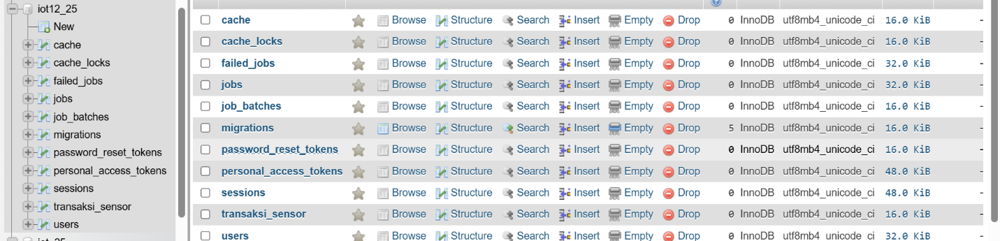 iot12_25
New
cache
cache_locks
failed_jobs
jobs
job_batches
migrations
password_reset_tokens
personal_access_tokens
sessions
transaksi_sensor
users
cache Browse Structure Search Insert Empty Drop 0 InnoDB utf8mb4_unicode_ci 16.0 KiB -
cache_locks Browse Structure Search Insert Empty Drop 0 InnoDB utf8mb4_unicode_ci 16.0 KiB -
failed_jobs Browse Structure Search Insert Empty Drop 0 InnoDB utf8mb4_unicode_ci 32.0 KiB -
jobs Browse Structure Search Insert Empty Drop 0 InnoDB utf8mb4_unicode_ci 32.0 KiB -
job_batches Browse Structure Search Insert Empty Drop 0 InnoDB utf8mb4_unicode_ci 16.0 KiB -
migrations Browse Structure Search Insert Empty Drop 5 InnoDB utf8mb4_unicode_ci 16.0 KiB -
password_reset_tokens Browse Structure Search Insert Empty Drop 0 InnoDB utf8mb4_unicode_ci 16.0 KiB -
personal_access_tokens Browse Structure Search Insert Empty Drop 0 InnoDB utf8mb4_unicode_ci 48.0 KiB -
sessions Browse Structure Search Insert Empty Drop 0 InnoDB utf8mb4_unicode_ci 48.0 KiB -
transaksi_sensor Browse Structure Search Insert Empty Drop 0 InnoDB utf8mb4_unicode_ci 16.0 KiB -
users Browse Structure Search Insert Empty Drop 0 InnoDB utf8mb4_unicode_ci 32.0 KiB -